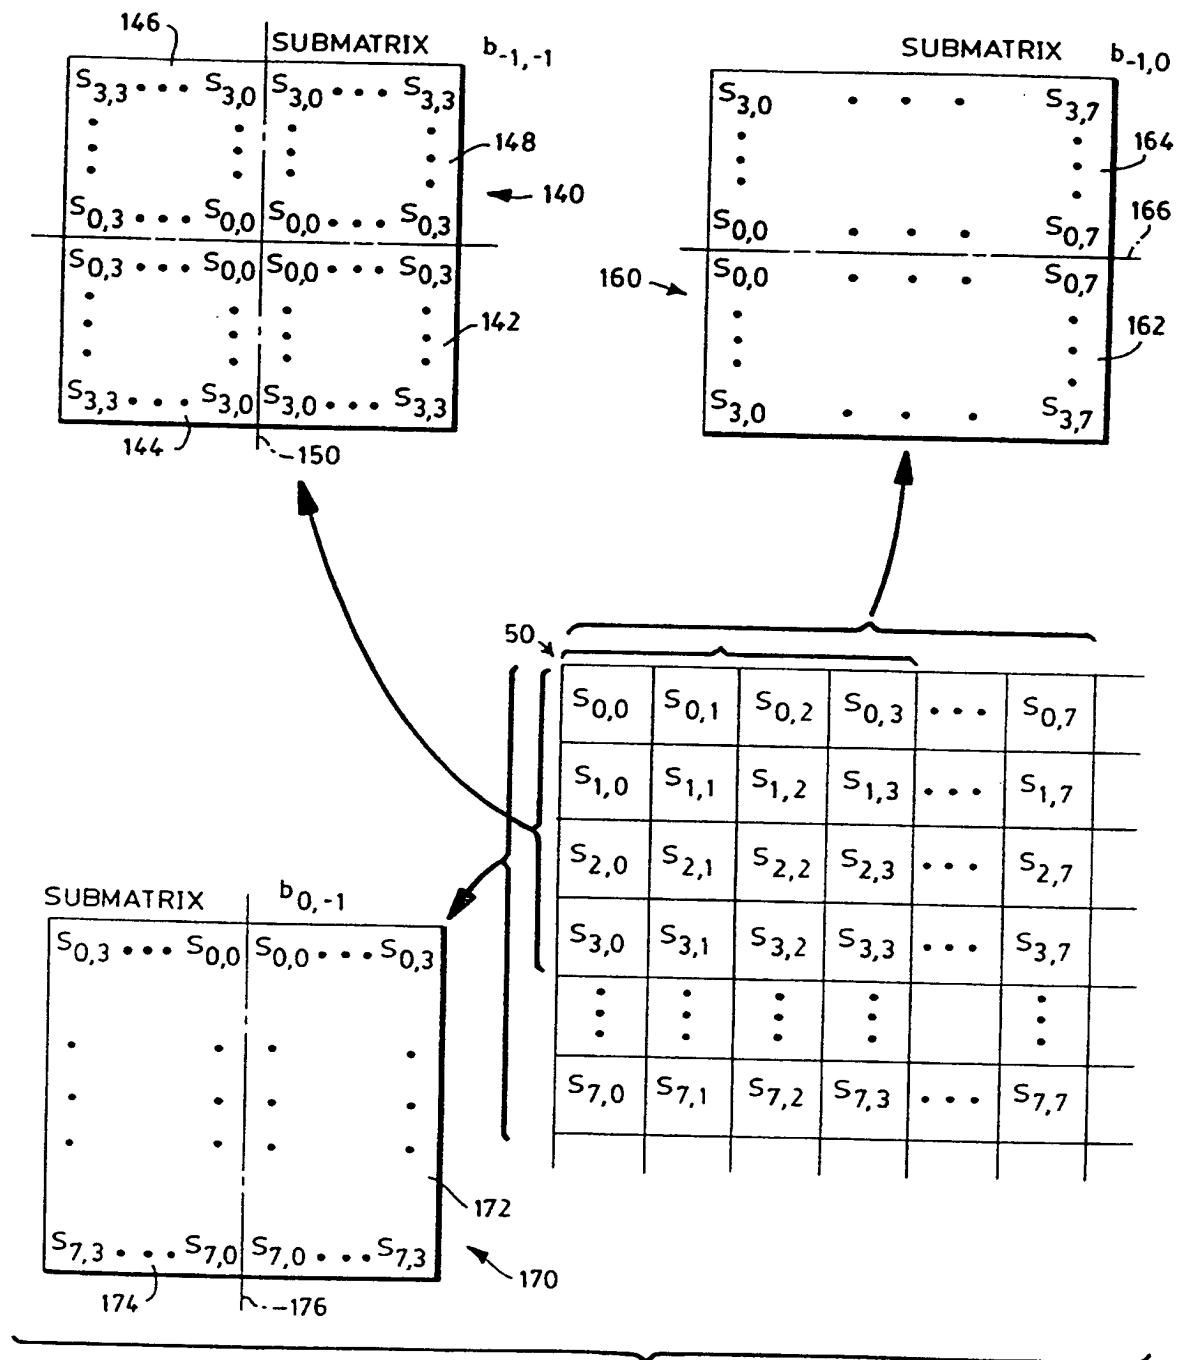 146
SUBMATRIX b-1,-1
S3,3 • • • S3,0 S3,0 • • • S3,3
148
140
S0,3 • • • S0,0 S0,0 • • • S0,3
S0,3 • • • S0,0 S0,0 • • • S0,3
142
S3,3 • • • S3,0 S3,0 • • • S3,3
144
150
SUBMATRIX b-1,0
S3,0 • • • S3,7
164
166
S0,0 • • • S0,7
160
S0,0 • • • S0,7
162
S3,0 • • • S3,7
50
S0,0 S0,1 S0,2 S0,3 • • • S0,7
S1,0 S1,1 S1,2 S1,3 • • • S1,7
S2,0 S2,1 S2,2 S2,3 • • • S2,7
S3,0 S3,1 S3,2 S3,3 • • • S3,7
S7,0 S7,1 S7,2 S7,3 • • • S7,7
SUBMATRIX b0,-1
S0,3 • • • S0,0 S0,0 • • • S0,3
172
S7,3 • • • S7,0 S7,0 • • • S7,3
170
174
176